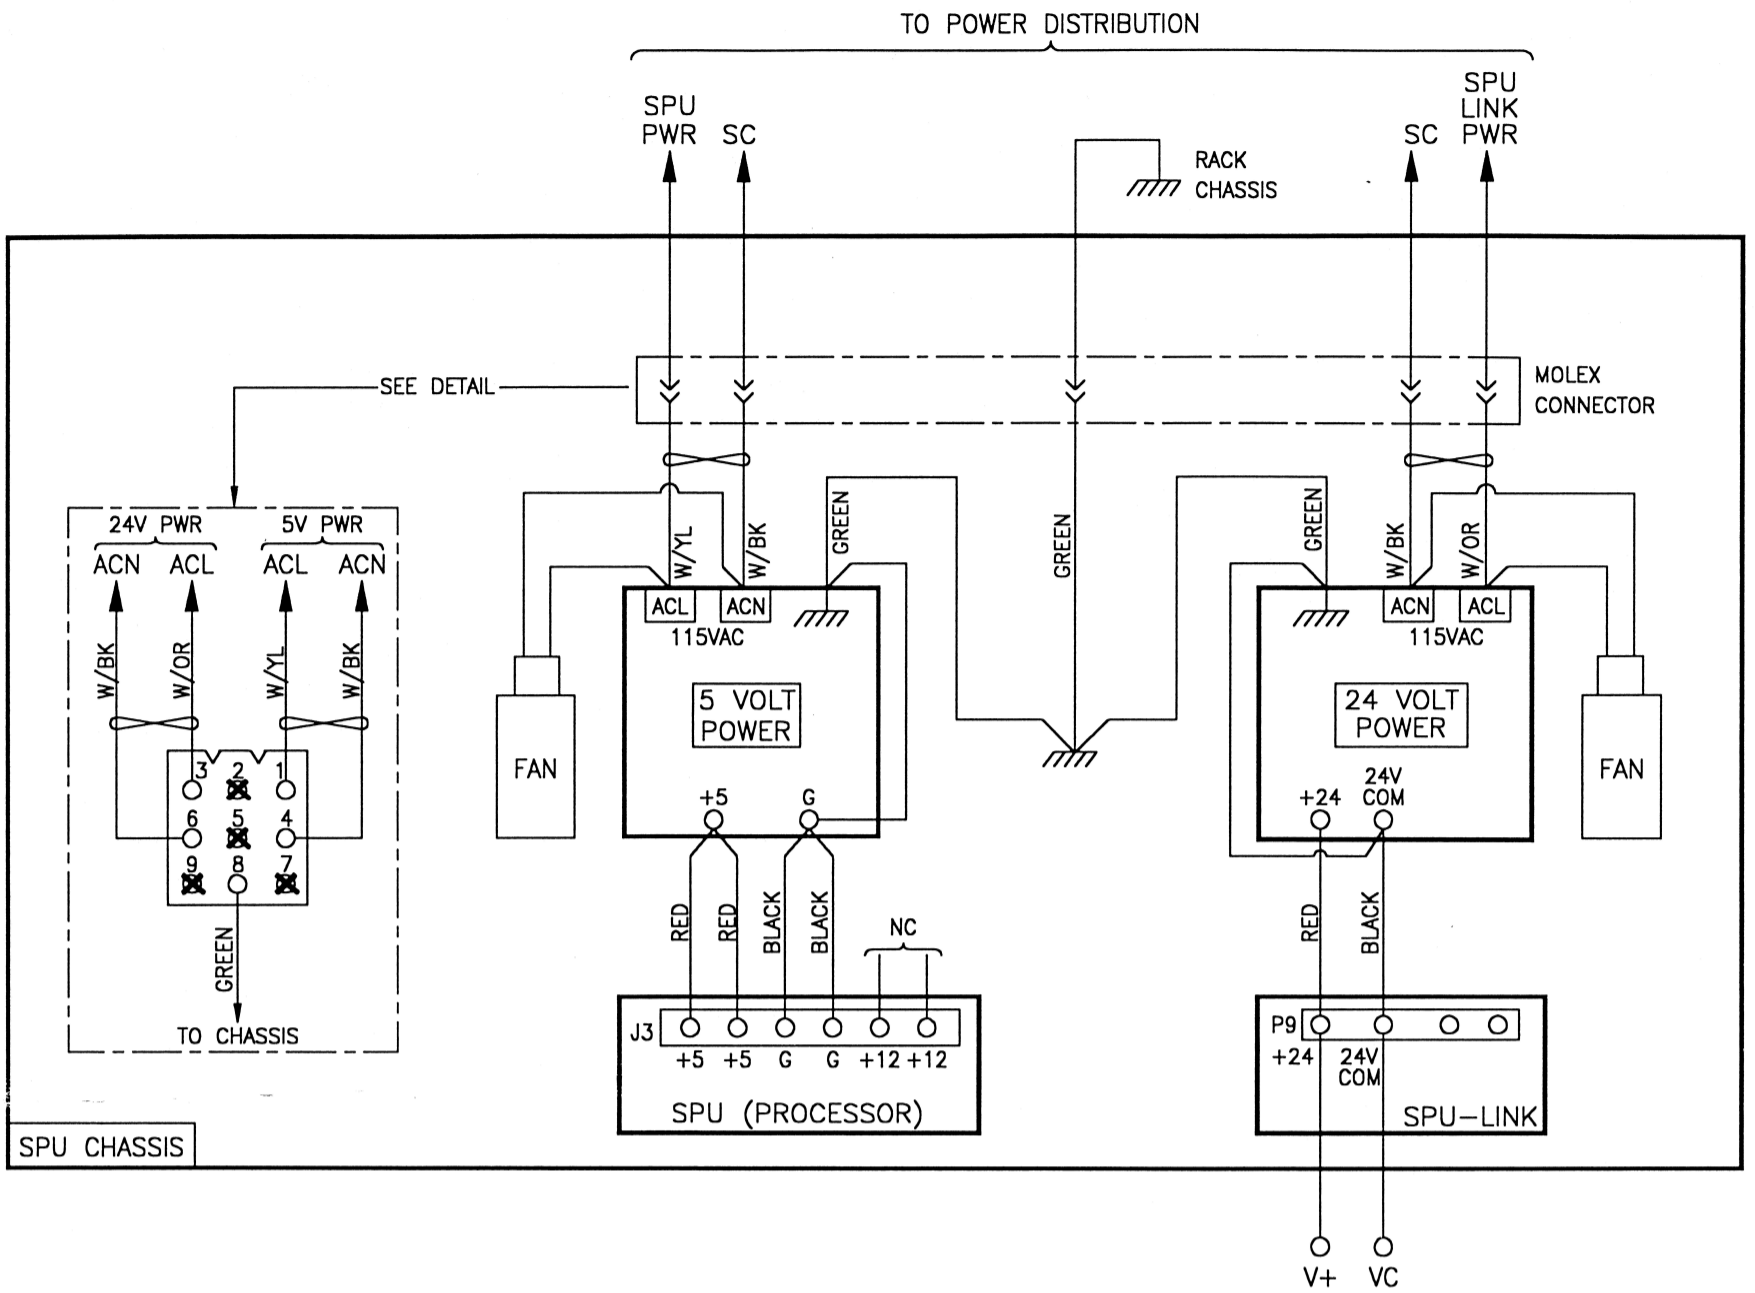 TO POWER DISTRIBUTION
SPU
PWR
SC
SC
SPU
LINK
PWR
RACK
CHASSIS
SEE DETAIL
MOLEX
CONNECTOR
24V PWR
5V PWR
ACN
ACL
ACL
ACN
W/BK
W/OR
W/YL
W/BK
3
2
1
6
5
4
9
8
7
GREEN
TO CHASSIS
W/YL
W/BK
GREEN
GREEN
GREEN
W/BK
W/OR
ACL
ACN
115VAC
5 VOLT
POWER
+5
G
FAN
ACN
ACL
115VAC
24 VOLT
POWER
+24
24V
COM
FAN
RED
RED
BLACK
BLACK
NC
RED
BLACK
J3
+5
+5
G
G
+12
+12
SPU (PROCESSOR)
P9
+24
24V
COM
SPU-LINK
SPU CHASSIS
V+
VC